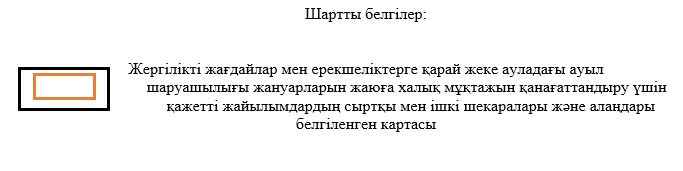 Шартты белгілер:
Жергілікті жағдайлар мен ерекшеліктерге қарай жеке ауладағы ауыл
шаруашылығы жануарларын жаюға халық мұқтажын қанағаттандыру үшін
қажетті жайылымдардың сыртқы мен ішкі шекаралары және алаңдары
белгіленген картасы